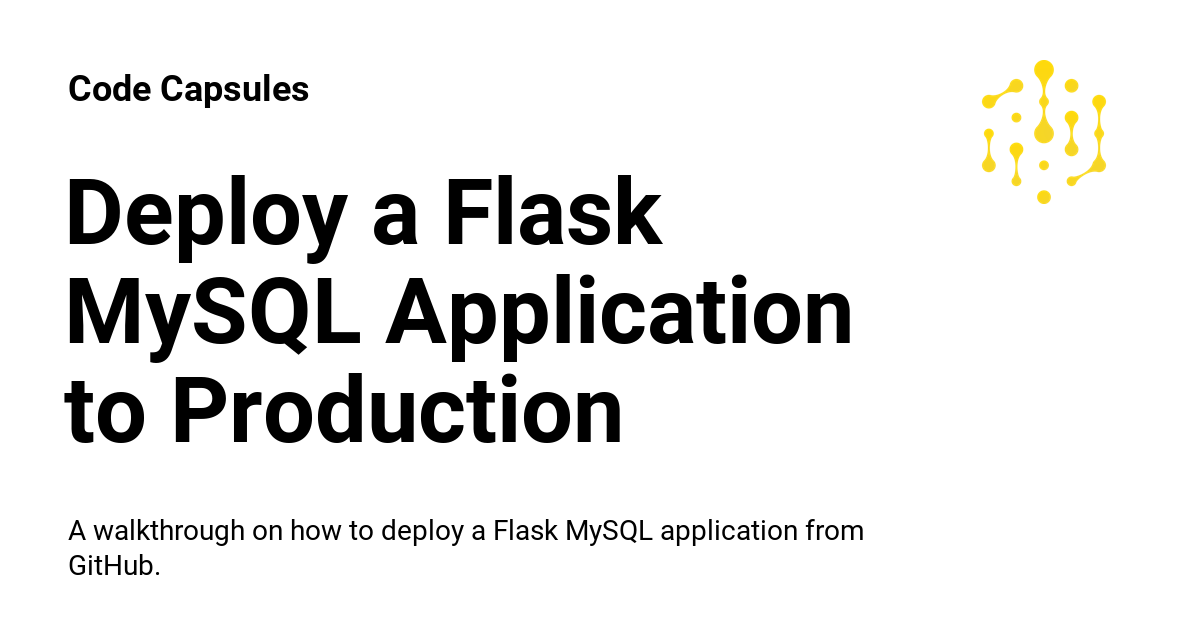 Code Capsules
Deploy a Flask
MySQL Application
to Production
A walkthrough on how to deploy a Flask MySQL application from
GitHub.